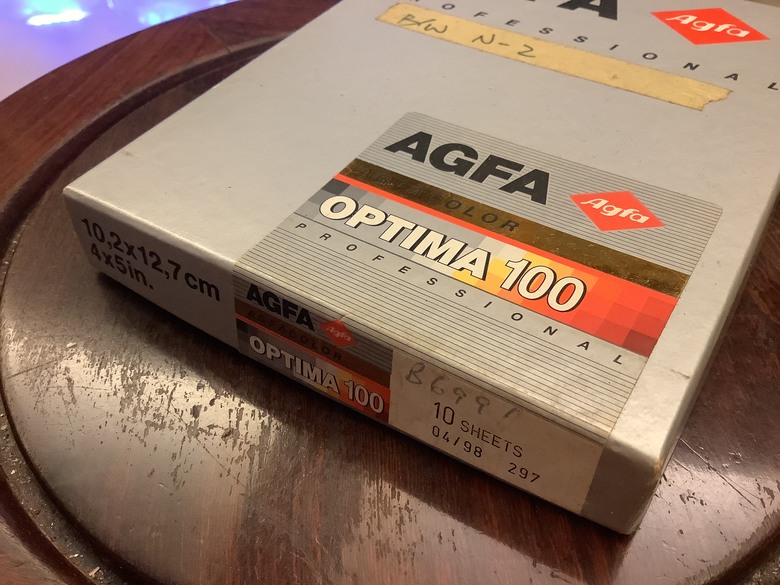 Agfa
PROFESSIONAL
B/W N-2
AGFA
Agfa
OPTIMA 100
PROFESSIONAL
10,2x12,7cm
4x5in.
AGFA
Agfa
AGFACOLOR
OPTIMA 100
10 SHEETS
04/98 297